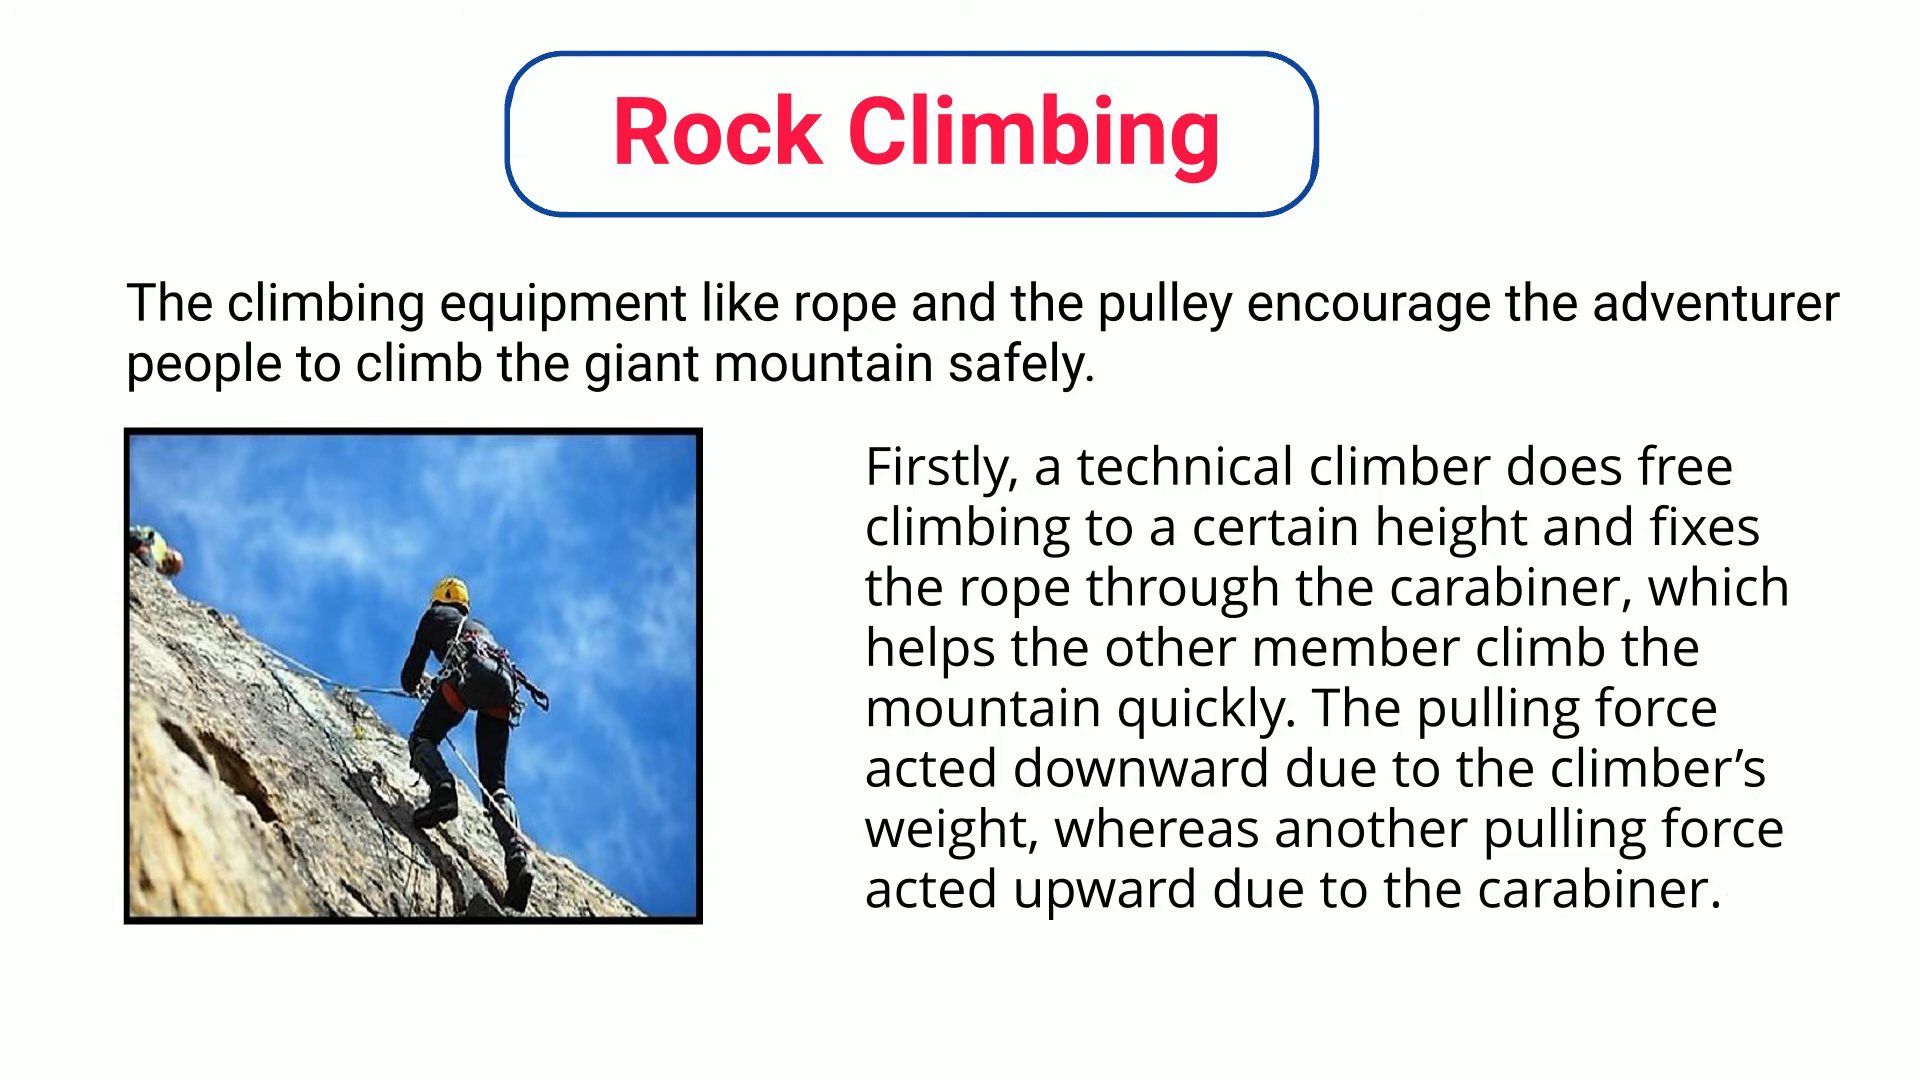 Rock Climbing
The climbing equipment like rope and the pulley encourage the adventurer
people to climb the giant mountain safely.
Firstly, a technical climber does free
climbing to a certain height and fixes
the rope through the carabiner, which
helps the other member climb the
mountain quickly. The pulling force
acted downward due to the climber’s
weight, whereas another pulling force
acted upward due to the carabiner.